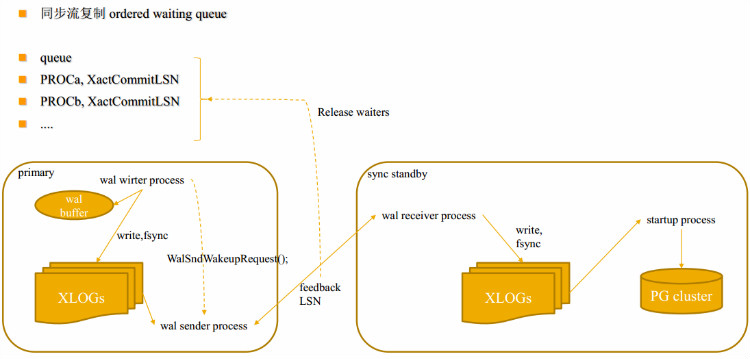 同步流复制 ordered waiting queue
queue
PROCa, XactCommitLSN
PROCb, XactCommitLSN
....
Release waiters
primary
wal wirter process
wal
buffer
write,fsync
WalSndWakeupRequest();
XLOGs
wal sender process
feedback
LSN
sync standby
wal receiver process
write,
fsync
XLOGs
startup process
PG cluster